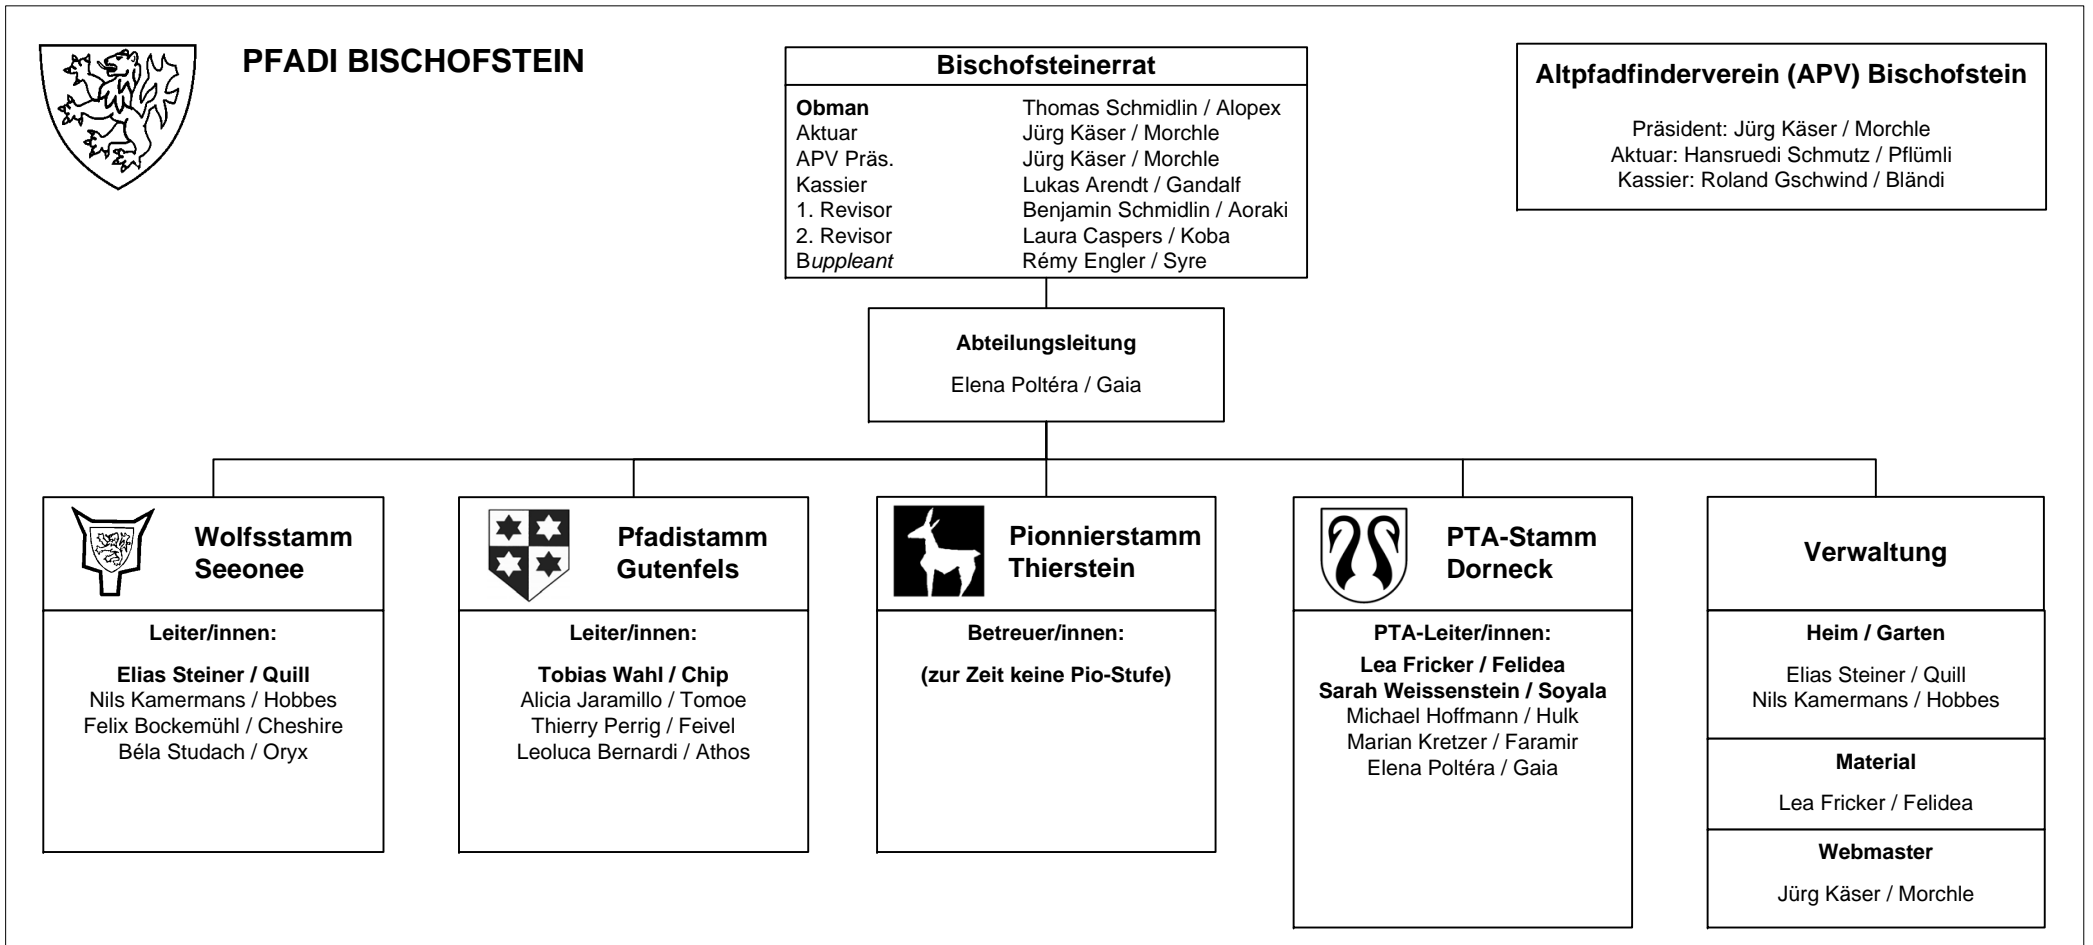 PFADI BISCHOFSTEIN
Bischofsteinerrat
Obman Thomas Schmidlin / Alopex
Aktuar Jürg Käser / Morchle
APV Präs. Jürg Käser / Morchle
Kassier Lukas Arendt / Gandalf
1. Revisor Benjamin Schmidlin / Aoraki
2. Revisor Laura Caspers / Koba
Buppleant Rémy Engler / Syre
Altpfadfinderverein (APV) Bischofstein
Präsident: Jürg Käser / Morchle
Aktuar: Hansruedi Schmutz / Pflümli
Kassier: Roland Gschwind / Bländi
Abteilungsleitung
Elena Poltéra / Gaia
Wolfsstamm
Seeonee
Leiter/innen:
Elias Steiner / Quill
Nils Kamermans / Hobbes
Felix Bockemühl / Cheshire
Béla Studach / Oryx
Pfadistamm
Gutenfels
Leiter/innen:
Tobias Wahl / Chip
Alicia Jaramillo / Tomoe
Thierry Perrig / Feivel
Leoluca Bernardi / Athos
Pionnierstamm
Thierstein
Betreuer/innen:
(zur Zeit keine Pio-Stufe)
PTA-Stamm
Dorneck
PTA-Leiter/innen:
Lea Fricker / Felidea
Sarah Weissenstein / Soyala
Michael Hoffmann / Hulk
Marian Kretzer / Faramir
Elena Poltéra / Gaia
Verwaltung
Heim / Garten
Elias Steiner / Quill
Nils Kamermans / Hobbes
Material
Lea Fricker / Felidea
Webmaster
Jürg Käser / Morchle